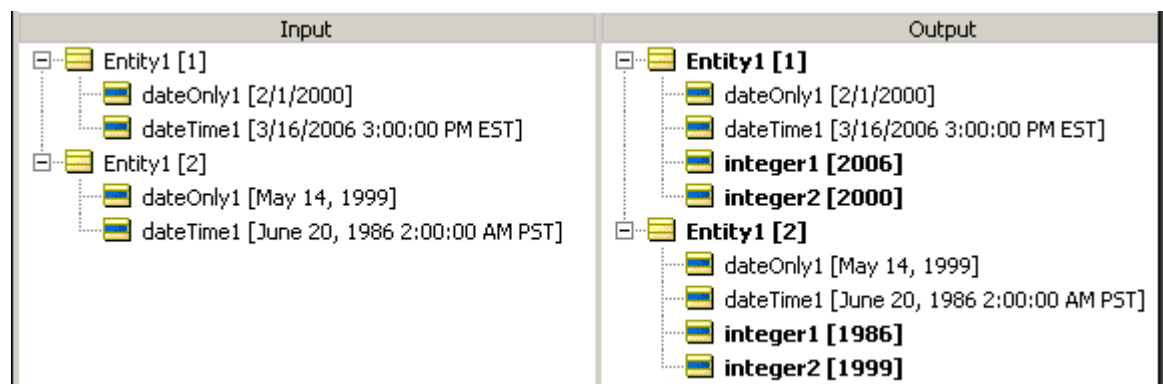 Input
Entity1 [1]
dateOnly1 [2/1/2000]
dateTime1 [3/16/2006 3:00:00 PM EST]
Entity1 [2]
dateOnly1 [May 14, 1999]
dateTime1 [June 20, 1986 2:00:00 AM PST]
Output
Entity1 [1]
dateOnly1 [2/1/2000]
dateTime1 [3/16/2006 3:00:00 PM EST]
integer1 [2006]
integer2 [2000]
Entity1 [2]
dateOnly1 [May 14, 1999]
dateTime1 [June 20, 1986 2:00:00 AM PST]
integer1 [1986]
integer2 [1999]